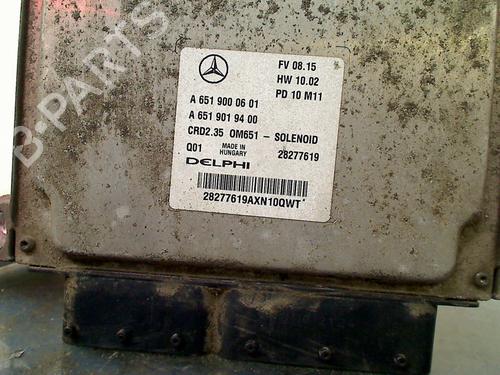 B-PARTS
FV 08.15
HW 10.02
PD 10 M11
A 651 900 06 01
A 651 901 94 00
CRD2.35 OM651 - SOLENOID
Q01 MADE IN HUNGARY 28277619
DELPHI
28277619AXN10QWT
B-PARTS